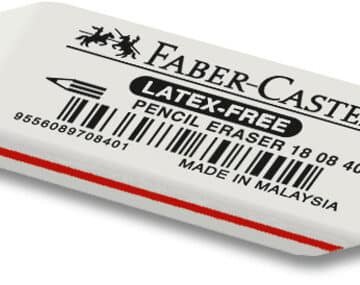 FABER-CASTE
LATEX-FREE
PENCIL ERASER 18 08 40
9556089708401
MADE IN MALAYSIA